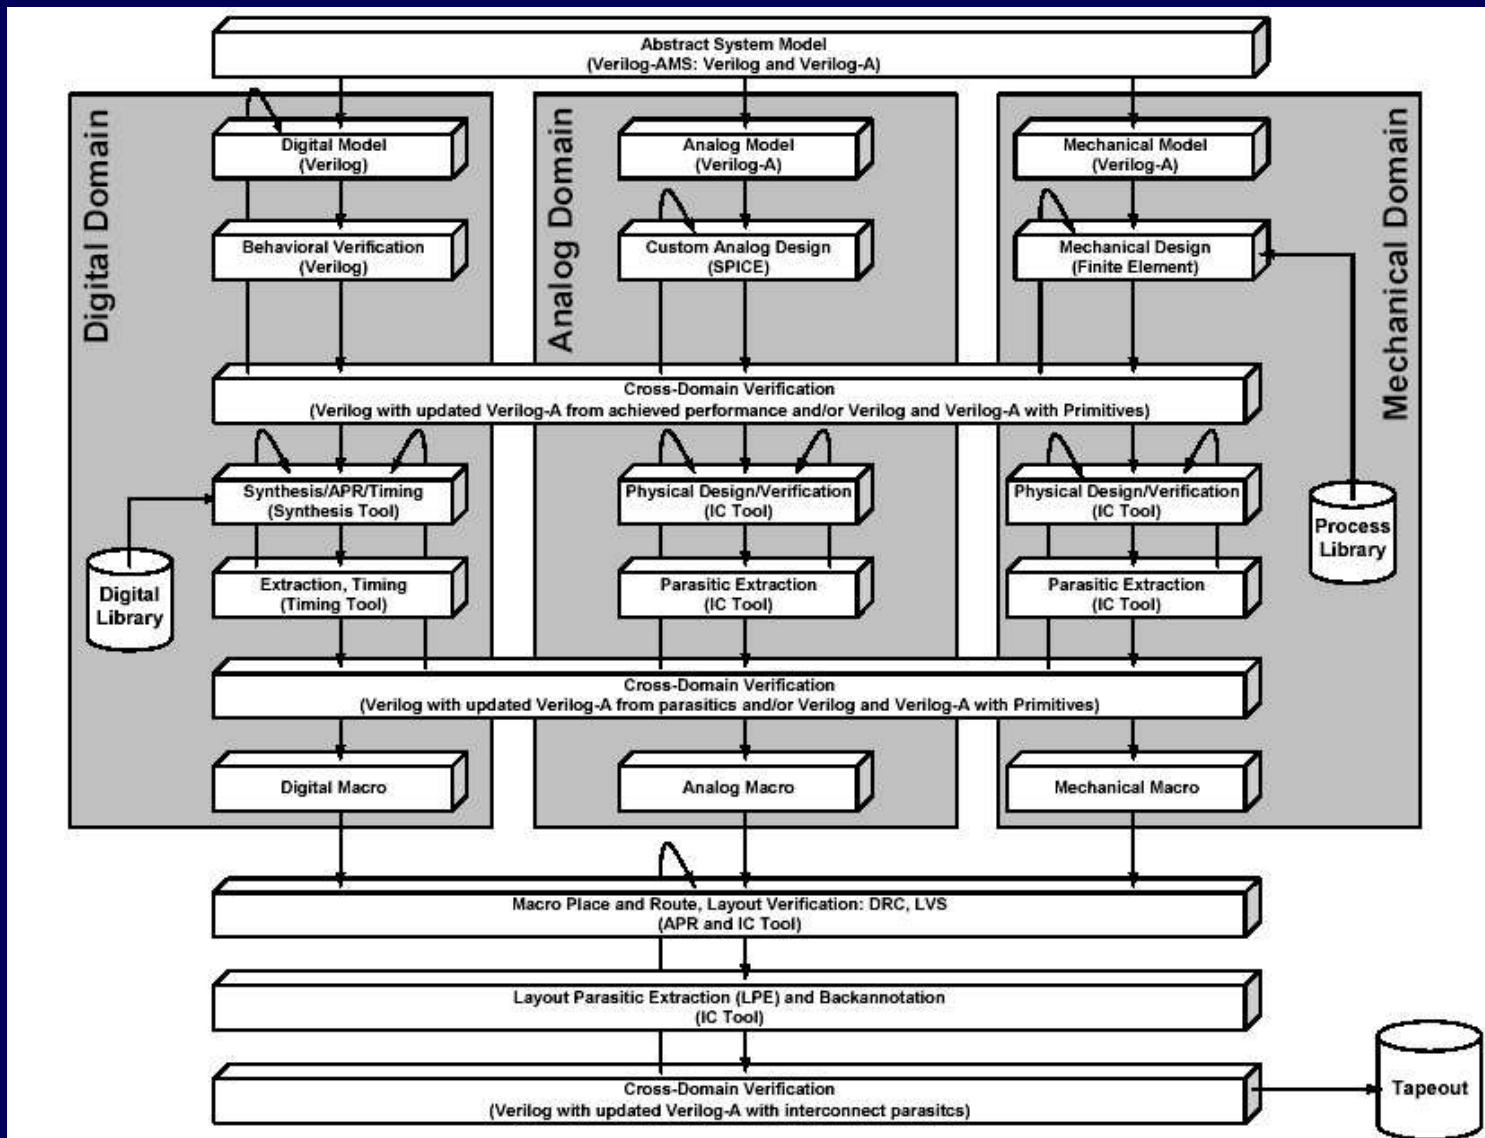 Abstract System Model
(Verilog-AMS: Verilog and Verilog-A)
Digital Domain
Analog Domain
Mechanical Domain
Digital Model
(Verilog)
Analog Model
(Verilog-A)
Mechanical Model
(Verilog-A)
Behavioral Verification
(Verilog)
Custom Analog Design
(SPICE)
Mechanical Design
(Finite Element)
Cross-Domain Verification
(Verilog with updated Verilog-A from achieved performance and/or Verilog and Verilog-A with Primitives)
Synthesis/APR/Timing
(Synthesis Tool)
Physical Design/Verification
(IC Tool)
Physical Design/Verification
(IC Tool)
Process
Library
Digital
Library
Extraction, Timing
(Timing Tool)
Parasitic Extraction
(IC Tool)
Parasitic Extraction
(IC Tool)
Cross-Domain Verification
(Verilog with updated Verilog-A from parasitics and/or Verilog and Verilog-A with Primitives)
Digital Macro
Analog Macro
Mechanical Macro
Macro Place and Route, Layout Verification: DRC, LVS
(APR and IC Tool)
Layout Parasitic Extraction (LPE) and Backannotation
(IC Tool)
Cross-Domain Verification
(Verilog with updated Verilog-A with interconnect parasitcs)
Tapeout